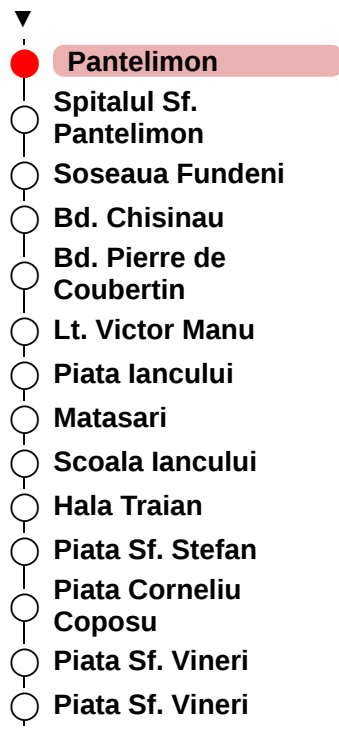 Pantelimon
Spitalul Sf.
Pantelimon
Soseaua Fundeni
Bd. Chisinau
Bd. Pierre de
Coubertin
Lt. Victor Manu
Piata Iancului
Matasari
Scoala Iancului
Hala Traian
Piata Sf. Stefan
Piata Corneliu
Coposu
Piata Sf. Vineri
Piata Sf. Vineri